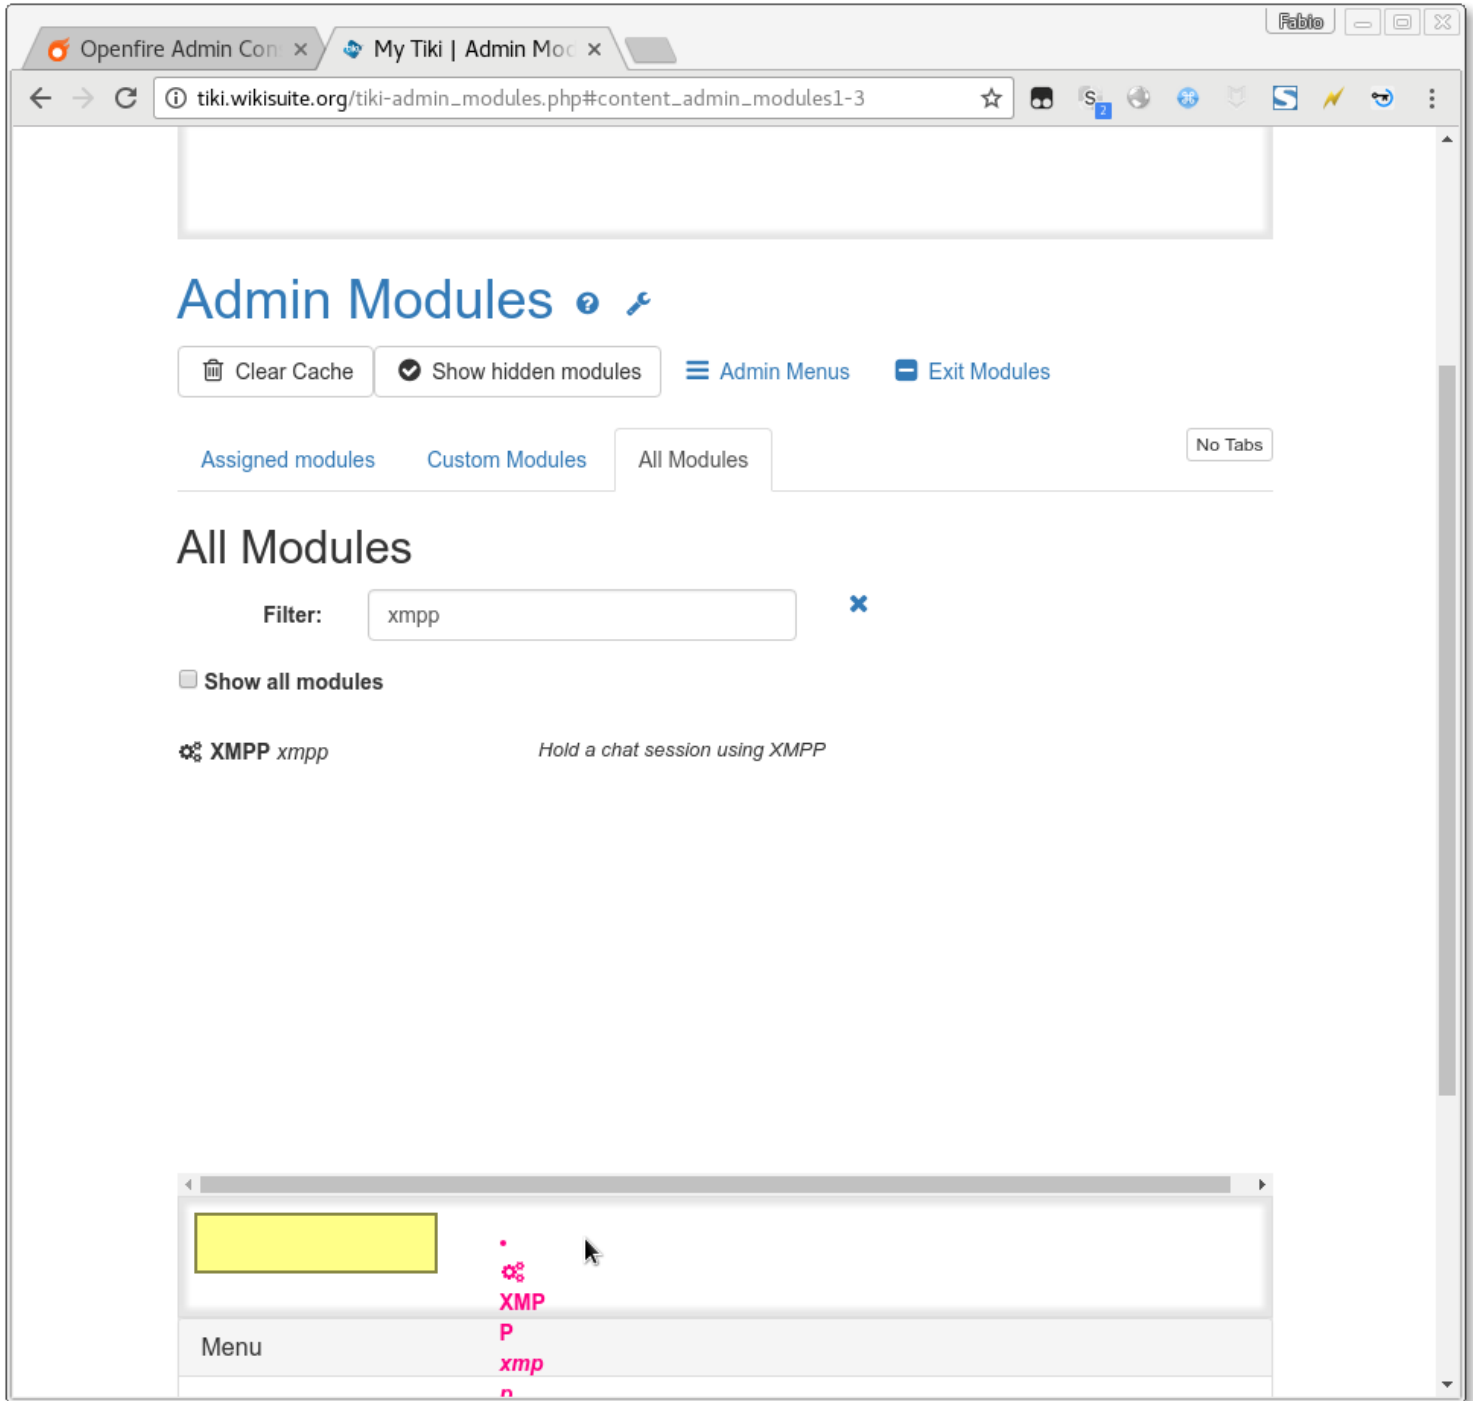 Fabio
Openfire Admin Con
My Tiki | Admin Mod
tiki.wikisuite.org/tiki-admin_modules.php#content_admin_modules1-3
S
2
S
Admin Modules
Clear Cache
Show hidden modules
Admin Menus
Exit Modules
Assigned modules
Custom Modules
All Modules
No Tabs
All Modules
Filter:
xmpp
Show all modules
XMPP xmpp
Hold a chat session using XMPP
XMP
P
xmp
p
Menu